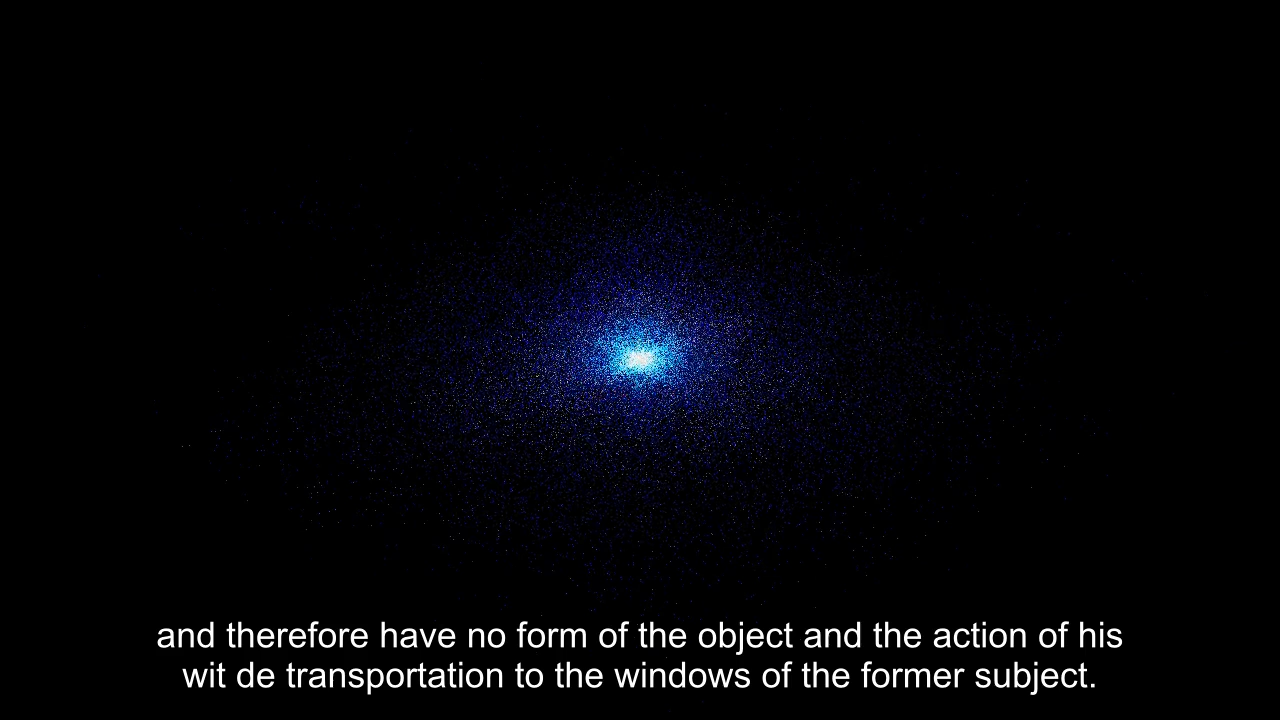 and therefore have no form of the object and the action of his
wit de transportation to the windows of the former subject.